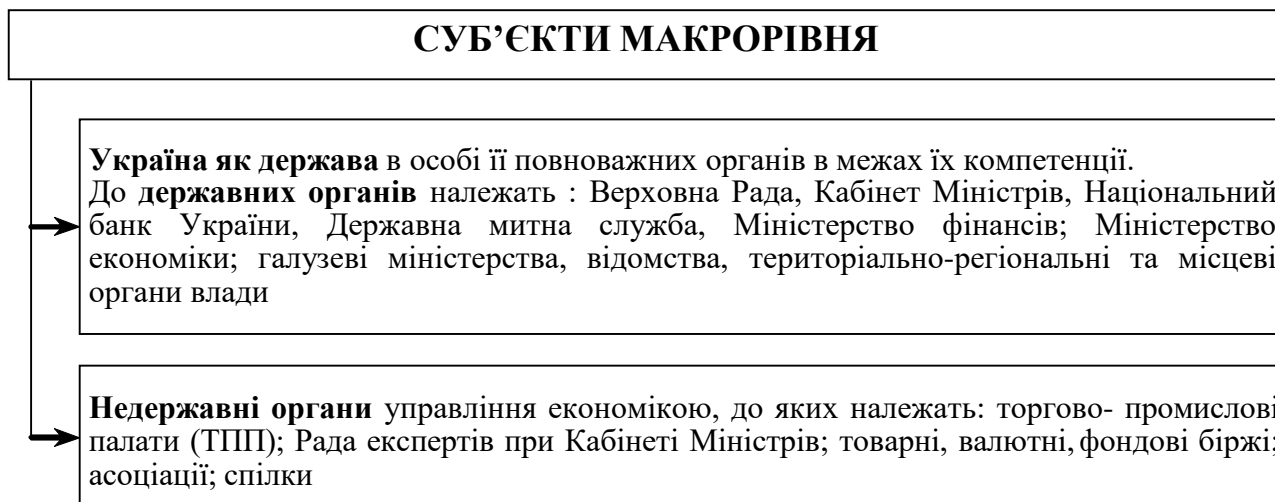 СУБ’ЄКТИ МАКРОРІВНЯ
Україна як держава в особі її повноважних органів в межах їх компетенції.
До державних органів належать : Верховна Рада, Кабінет Міністрів, Національний
банк України, Державна митна служба, Міністерство фінансів; Міністерство
економіки; галузеві міністерства, відомства, територіально-регіональні та місцеві
органи влади
Недержавні органи управління економікою, до яких належать: торгово- промислові
палати (ТПП); Рада експертів при Кабінеті Міністрів; товарні, валютні, фондові біржі;
асоціації; спілки